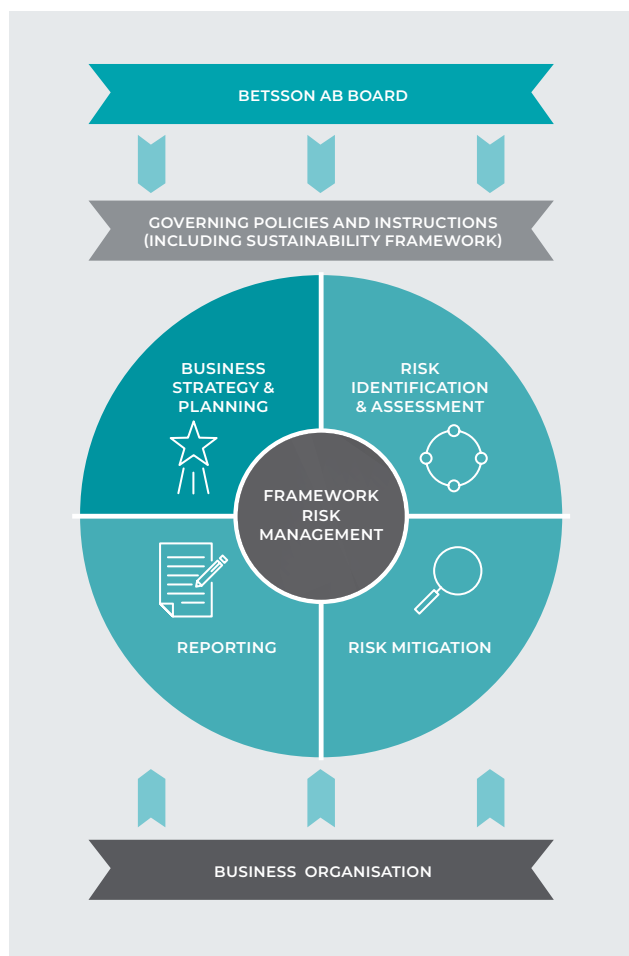 BETSSON AB BOARD
GOVERNING POLICIES AND INSTRUCTIONS
(INCLUDING SUSTAINABILITY FRAMEWORK)
BUSINESS
STRATEGY &
PLANNING
RISK
IDENTIFICATION
& ASSESSMENT
FRAMEWORK
RISK
MANAGEMENT
REPORTING
RISK MITIGATION
BUSINESS ORGANISATION